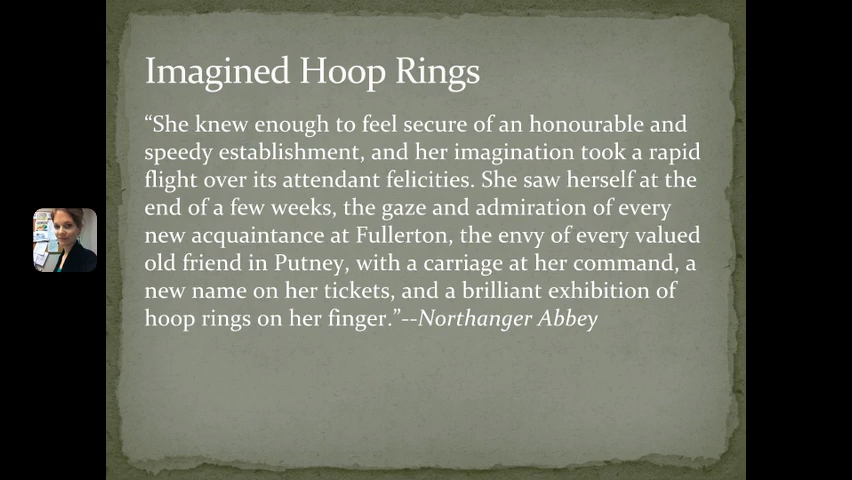 Imagined Hoop Rings
“She knew enough to feel secure of an honourable and
speedy establishment, and her imagination took a rapid
flight over its attendant felicities. She saw herself at the
end of a few weeks, the gaze and admiration of every
new acquaintance at Fullerton, the envy of every valued
old friend in Putney, with a carriage at her command, a
new name on her tickets, and a brilliant exhibition of
hoop rings on her finger.”--Northanger Abbey